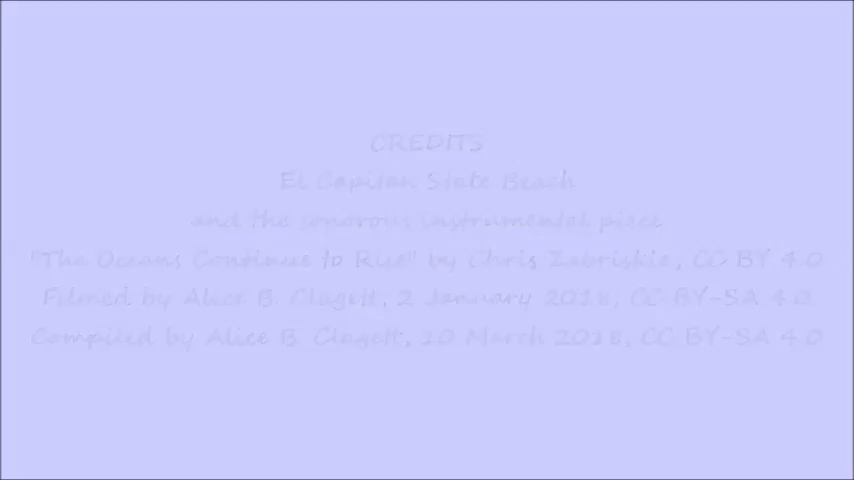 CREDITS
El Capitan State Beach
and the sonorous instrumental piece
"The Oceans Continue to Rise" by Chris Zabriskie, CC BY 4.0
Filmed by Alice B. Clagett, 2 January 2018, CC BY-SA 4.0
Compiled by Alice B. Clagett, 10 March 2018, CC BY-SA 4.0